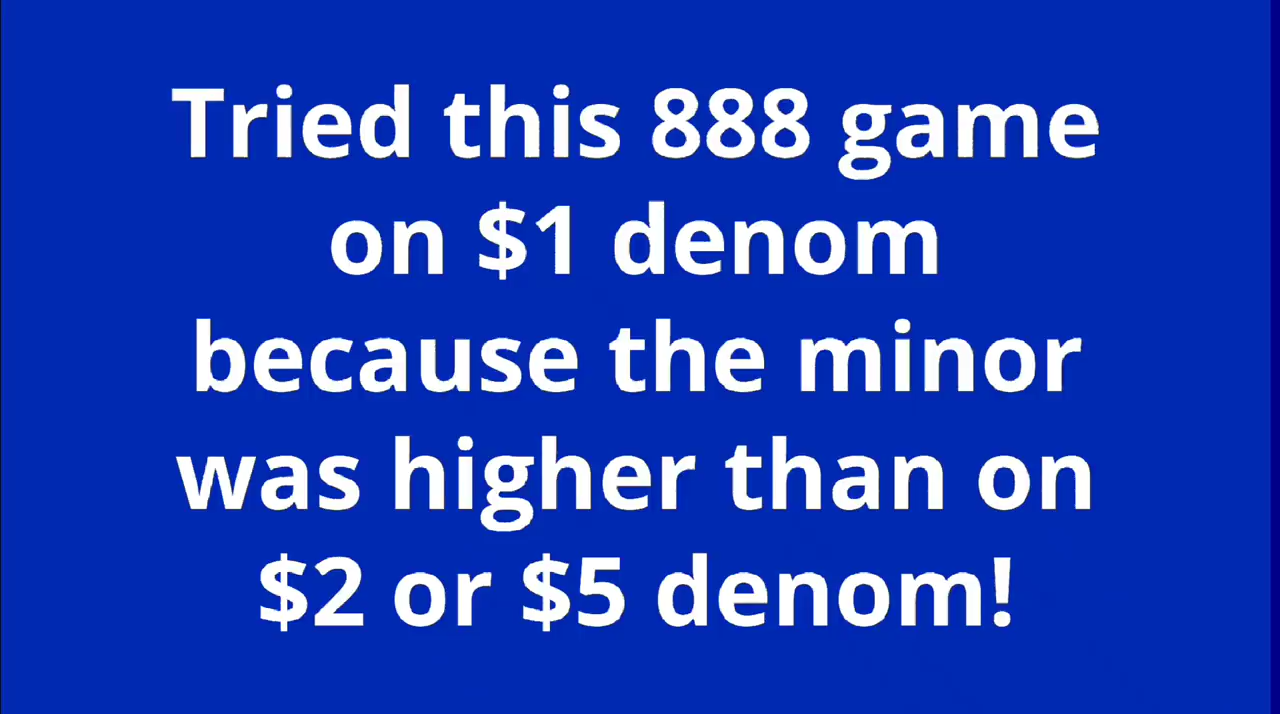 Tried this 888 game
on $1 denom
because the minor
was higher than on
$2 or $5 denom!